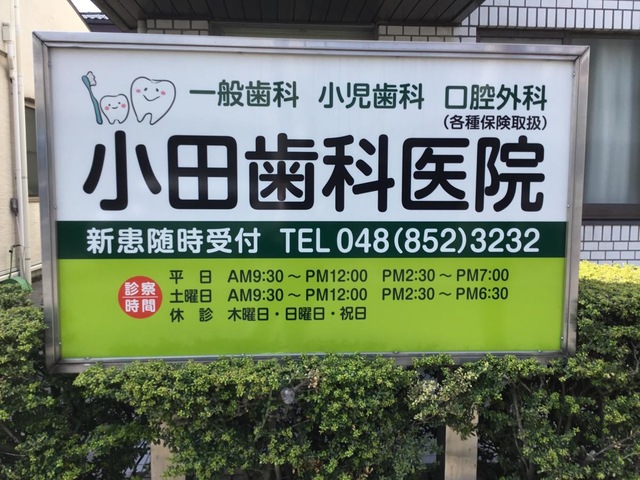 一般歯科 小児歯科 口腔外科
(各種保険取扱)
小田歯科医院
新患随時受付 TEL 048(852)3232
診察時間
平日 AM9:30～PM12:00 PM2:30～PM7:00
土曜日 AM9:30～PM12:00 PM2:30～PM6:30
休診 木曜日・日曜日・祝日